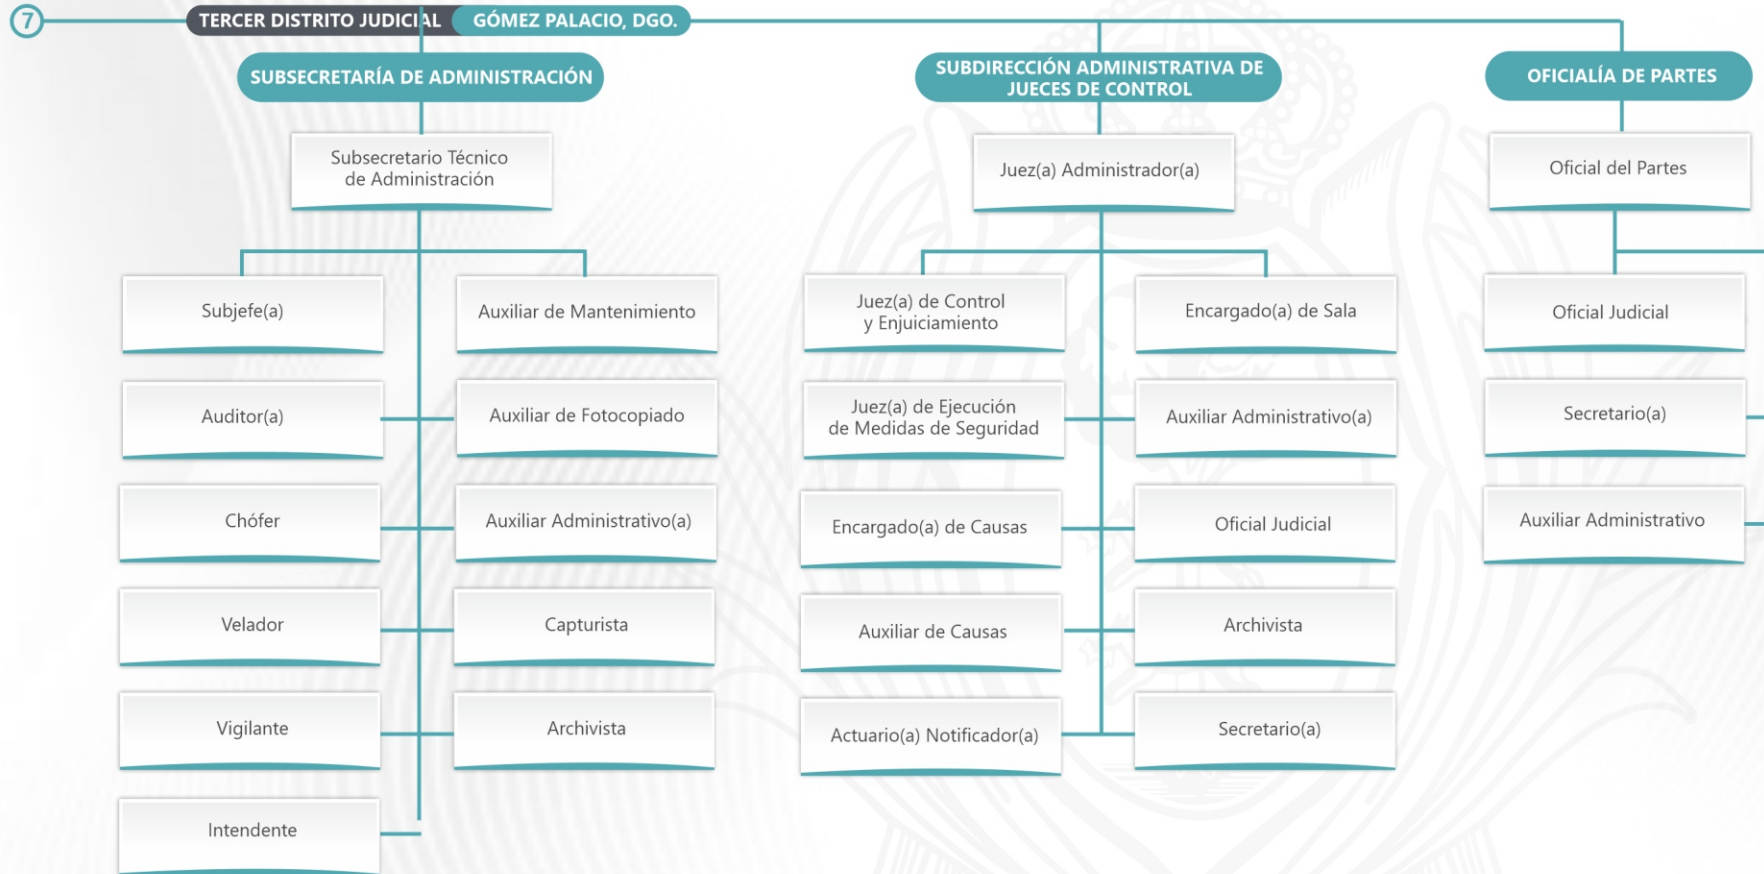 7
TERCER DISTRITO JUDICIAL GÓMEZ PALACIO, DGO.
SUBSECRETARÍA DE ADMINISTRACIÓN
Subsecretario Técnico
de Administración
Subjefe(a)
Auxiliar de Mantenimiento
Auditor(a)
Auxiliar de Fotocopiado
Chófer
Auxiliar Administrativo(a)
Velador
Capturista
Vigilante
Archivista
Intendente
SUBDIRECCIÓN ADMINISTRATIVA DE
JUECES DE CONTROL
Juez(a) Administrador(a)
Juez(a) de Control
y Enjuiciamiento
Encargado(a) de Sala
Juez(a) de Ejecución
de Medidas de Seguridad
Auxiliar Administrativo(a)
Encargado(a) de Causas
Oficial Judicial
Auxiliar de Causas
Archivista
Actuario(a) Notificador(a)
Secretario(a)
OFICIALÍA DE PARTES
Oficial del Partes
Oficial Judicial
Secretario(a)
Auxiliar Administrativo